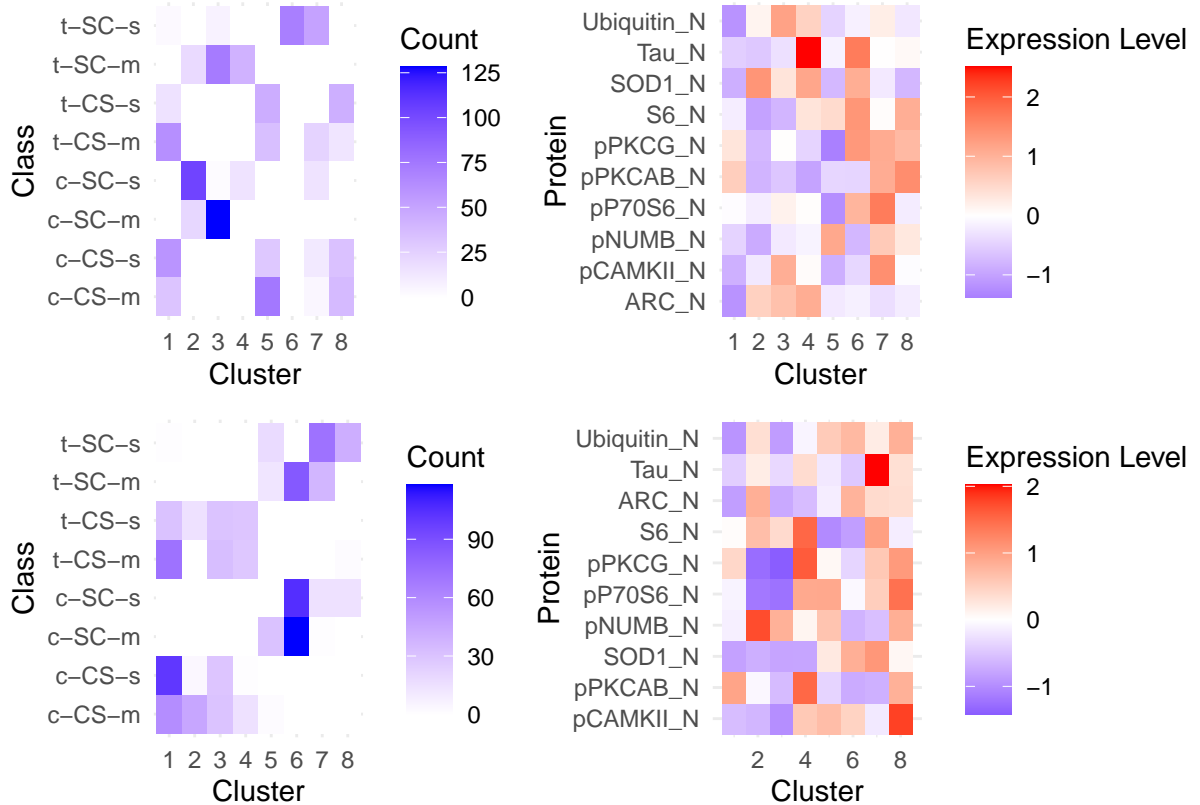 Class
t−SC−s
t−SC−m
t−CS−s
t−CS−m
c−SC−s
c−SC−m
c−CS−s
c−CS−m
1 2 3 4 5 6 7 8
Cluster
Count
125
100
75
50
25
0
Protein
Ubiquitin_N
Tau_N
SOD1_N
S6_N
pPKCG_N
pPKCAB_N
pP70S6_N
pNUMB_N
pCAMKII_N
ARC_N
1 2 3 4 5 6 7 8
Cluster
Expression Level
2
1
0
−1
Class
t−SC−s
t−SC−m
t−CS−s
t−CS−m
c−SC−s
c−SC−m
c−CS−s
c−CS−m
1 2 3 4 5 6 7 8
Cluster
Count
90
60
30
0
Protein
Ubiquitin_N
Tau_N
ARC_N
S6_N
pPKCG_N
pP70S6_N
pNUMB_N
SOD1_N
pPKCAB_N
pCAMKII_N
2 4 6 8
Cluster
Expression Level
2
1
0
−1